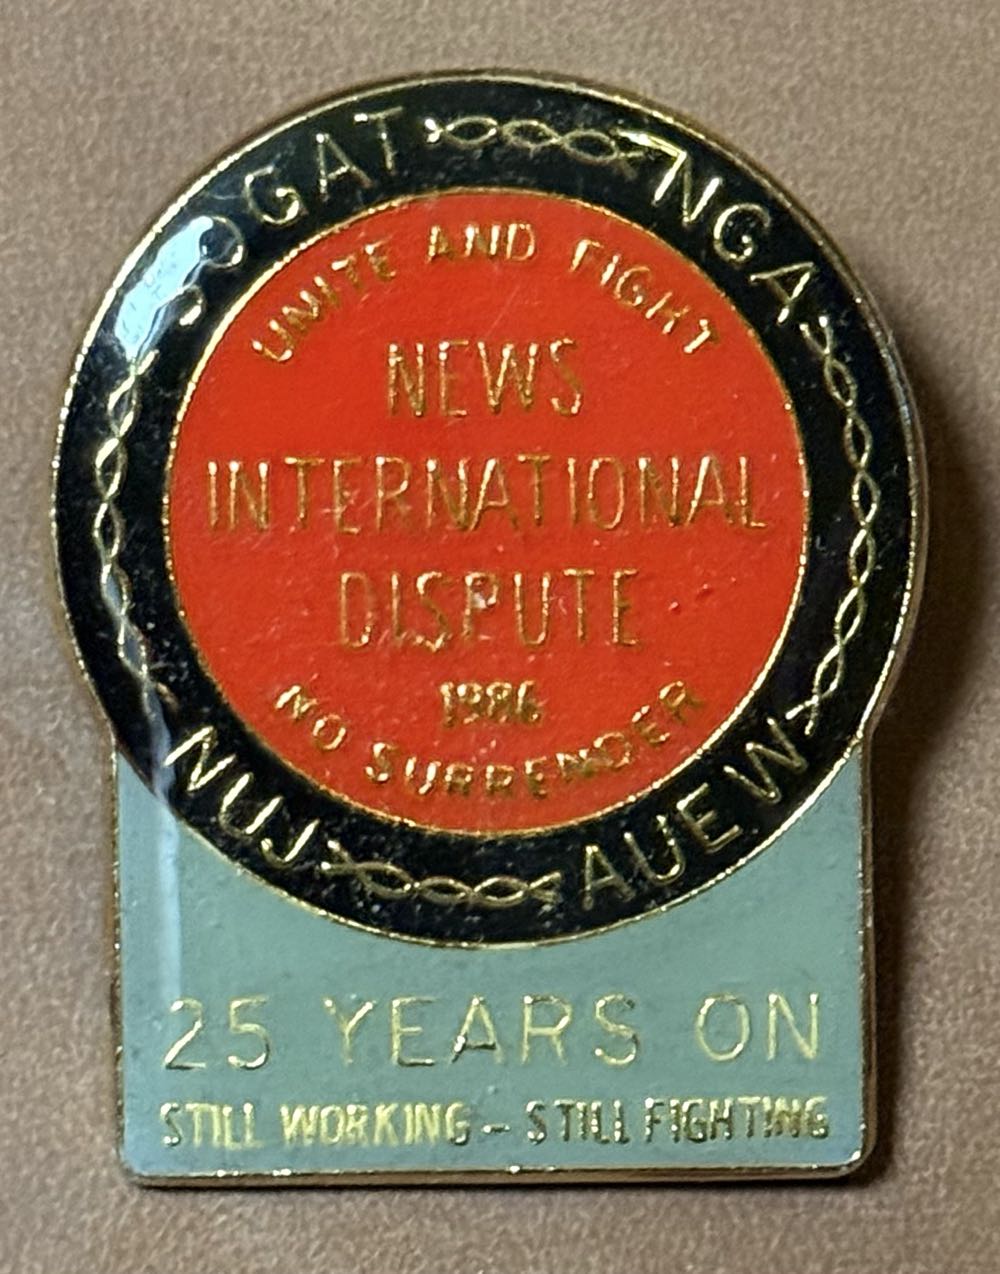 SOGAT
NGA
UNITE AND FIGHT
NEWS
INTERNATIONAL
DISPUTE
1986
NO SURRENDER
NUJ
AUEW
25 YEARS ON
STILL WORKING - STILL FIGHTING